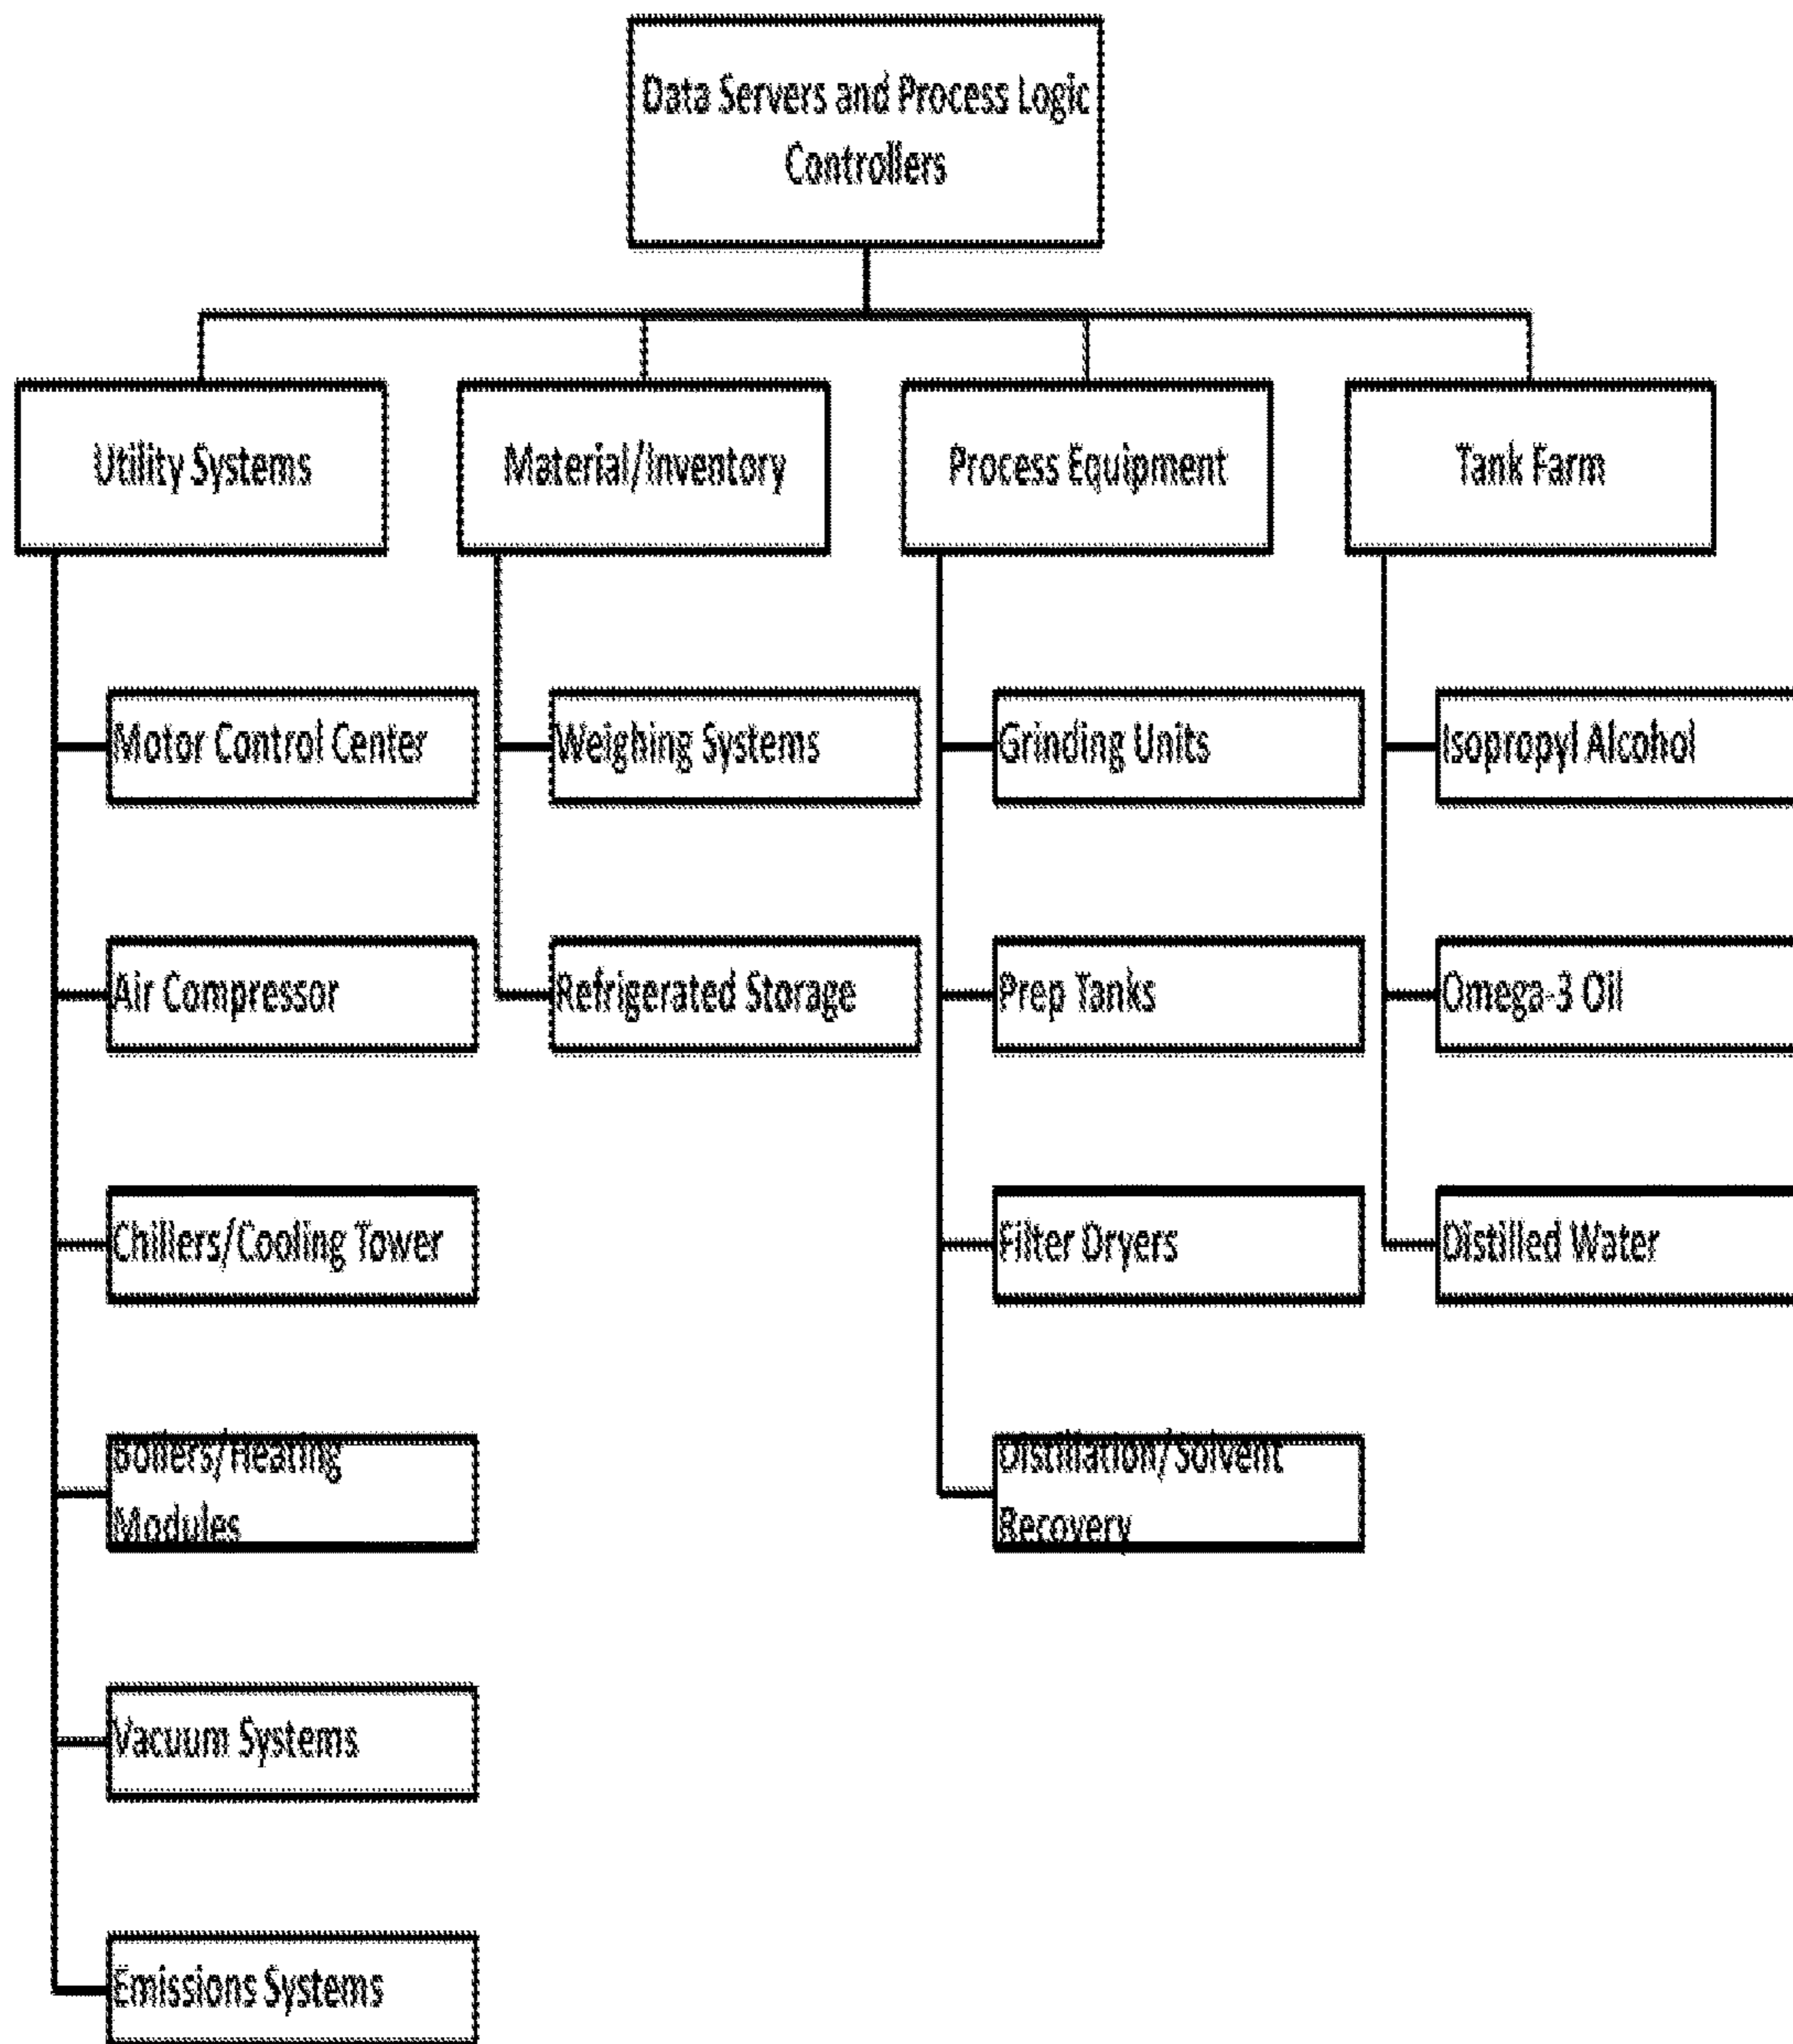 Data Servers and Process Logic
Controllers
Utility Systems
Material/Inventory
Process Equipment
Tank Farm
Motor Control Center
Weighing Systems
Grinding Units
Isopropyl Alcohol
Air Compressor
Refrigerated Storage
Prep Tanks
Omega-3 Oil
Chillers/Cooling Tower
Filter Dryers
Distilled Water
Boilers/Heating
Modules
Distillation/Solvent
Recovery
Vacuum Systems
Emissions Systems